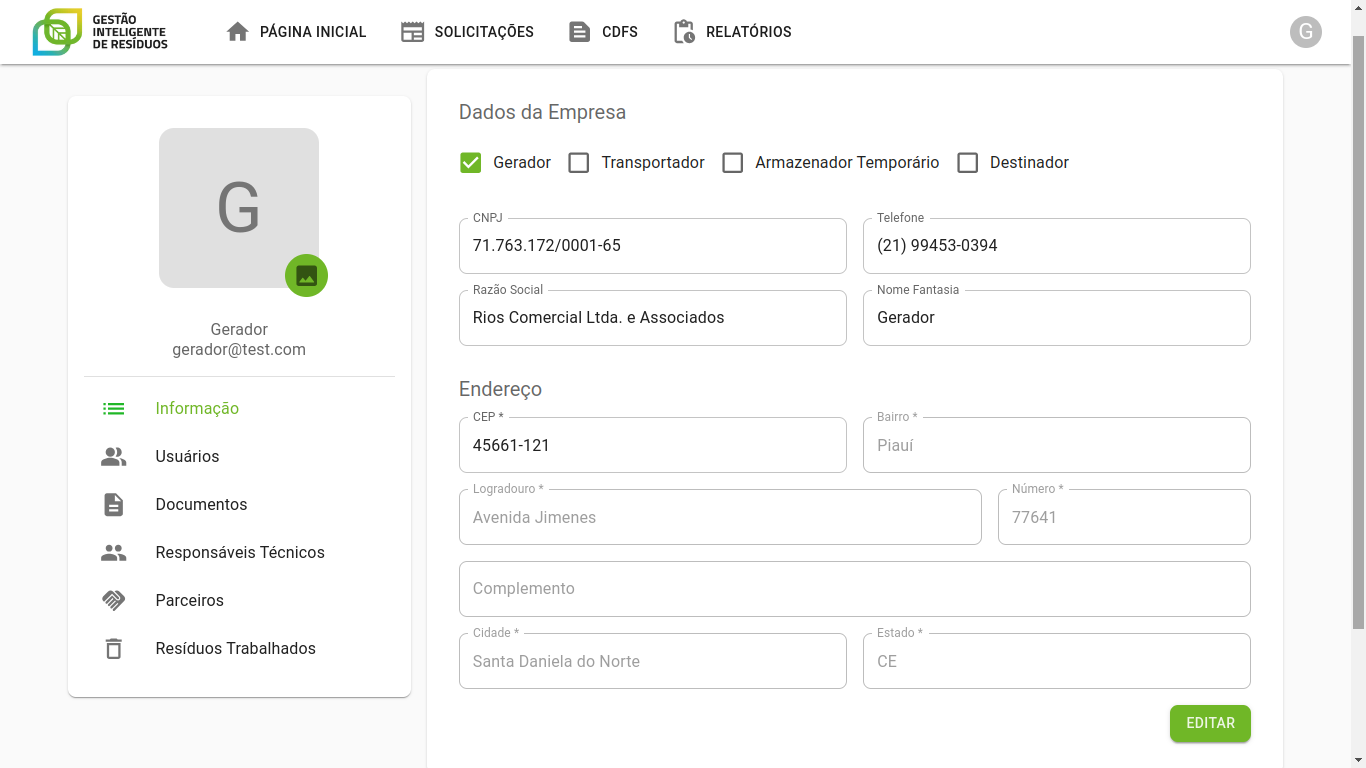 GESTÃO
INTELIGENTE
DE RESÍDUOS
PÁGINA INICIAL
SOLICITAÇÕES
CDFS
RELATÓRIOS
G
G
Gerador
gerador@test.com
Informação
Usuários
Documentos
Responsáveis Técnicos
Parceiros
Resíduos Trabalhados
Dados da Empresa
Gerador
Transportador
Armazenador Temporário
Destinador
CNPJ
71.763.172/0001-65
Telefone
(21) 99453-0394
Razão Social
Rios Comercial Ltda. e Associados
Nome Fantasia
Gerador
Endereço
CEP *
45661-121
Bairro *
Piauí
Logradouro *
Avenida Jimenes
Número *
77641
Complemento
Cidade *
Santa Daniela do Norte
Estado *
CE
EDITAR